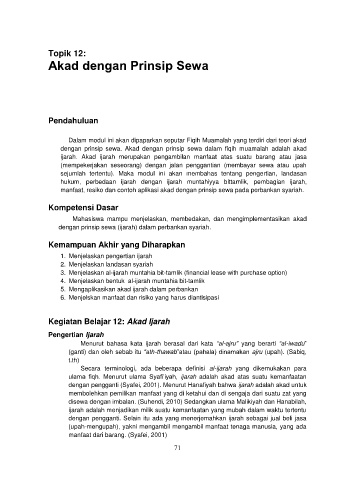 Topik 12:
Akad dengan Prinsip Sewa
Pendahuluan
Dalam modul ini akan dipaparkan seputar Fiqih Muamalah yang terdiri dari teori akad
dengan prinsip sewa. Akad dengan prinsip sewa dalam fiqih muamalah adalah akad
ijarah. Akad ijarah merupakan pengambilan manfaat atas suatu barang atau jasa
(mempekerjakan seseorang) dengan jalan penggantian (membayar sewa atau upah
sejumlah tertentu). Maka modul ini akan membahas tentang pengertian, landasan
hukum, perbedaan ijarah dengan ijarah muntahiyya bittamlik, pembagian ijarah,
manfaat, resiko dan contoh aplikasi akad dengan prinsip sewa pada perbankan syariah.
Kompetensi Dasar
Mahasiswa mampu menjelaskan, membedakan, dan mengimplementasikan akad
dengan prinsip sewa (ijarah) dalam perbankan syariah.
Kemampuan Akhir yang Diharapkan
1. Menjelaskan pengertian ijarah
2. Menjelaskan landasan syariah
3. Menjelaskan al-ijarah muntahia bit-tamlik (financial lease with purchase option)
4. Menjelaskan bentuk al-ijarah muntahia bit-tamlik
5. Mengaplikasikan akad ijarah dalam perbankan
6. Menjelskan manfaat dan risiko yang harus diantisipasi
Kegiatan Belajar 12: Akad Ijarah
Pengertian Ijarah
Menurut bahasa kata ijarah berasal dari kata "al-ajru" yang berarti "al-iwadu"
(ganti) dan oleh sebab itu "ath-thawab"atau (pahala) dinamakan ajru (upah). (Sabiq,
t.th)
Secara terminologi, ada beberapa definisi al-ijarah yang dikemukakan para
ulama fiqh. Menurut ulama Syafi'iyah, ijarah adalah akad atas suatu kemanfaatan
dengan pengganti (Syafei, 2001). Menurut Hanafiyah bahwa ijarah adalah akad untuk
membolehkan pemilikan manfaat yang di ketahui dan di sengaja dari suatu zat yang
disewa dengan imbalan. (Suhendi, 2010) Sedangkan ulama Malikiyah dan Hanabilah,
ijarah adalah menjadikan milik suatu kemanfaatan yang mubah dalam waktu tertentu
dengan pengganti. Selain itu ada yang menerjemahkan ijarah sebagai jual beli jasa
(upah-mengupah), yakni mengambil mengambil manfaat tenaga manusia, yang ada
manfaat dari barang. (Syafei, 2001)
71